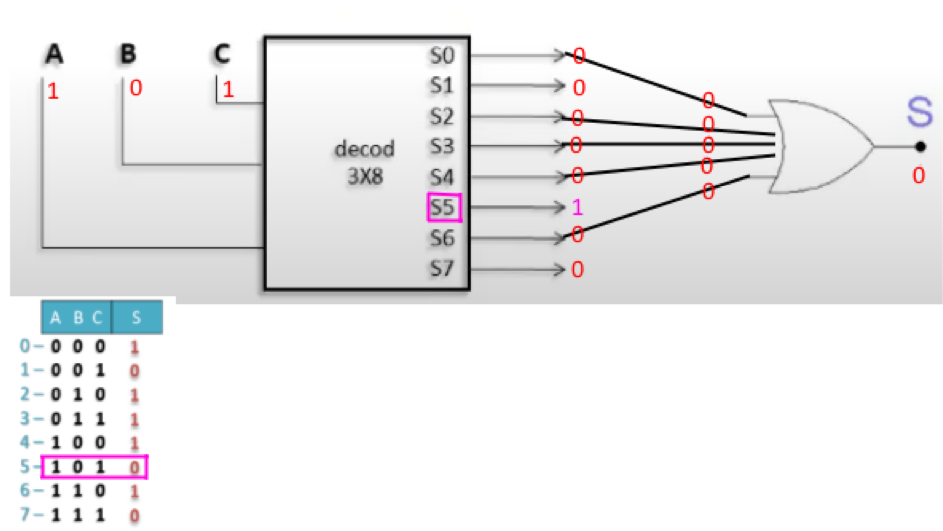 A B C
1 0 1
decod
3X8
S0 0 0
S1 0
S2 0 0
S3 0 0
S4 0 0
S5 1
S6 0 0
S7 0
S
0
A B C S
0- 0 0 0 1
1- 0 0 1 0
2- 0 1 0 1
3- 0 1 1 1
4- 1 0 0 1
5- 1 0 1 0
6- 1 1 0 1
7- 1 1 1 0